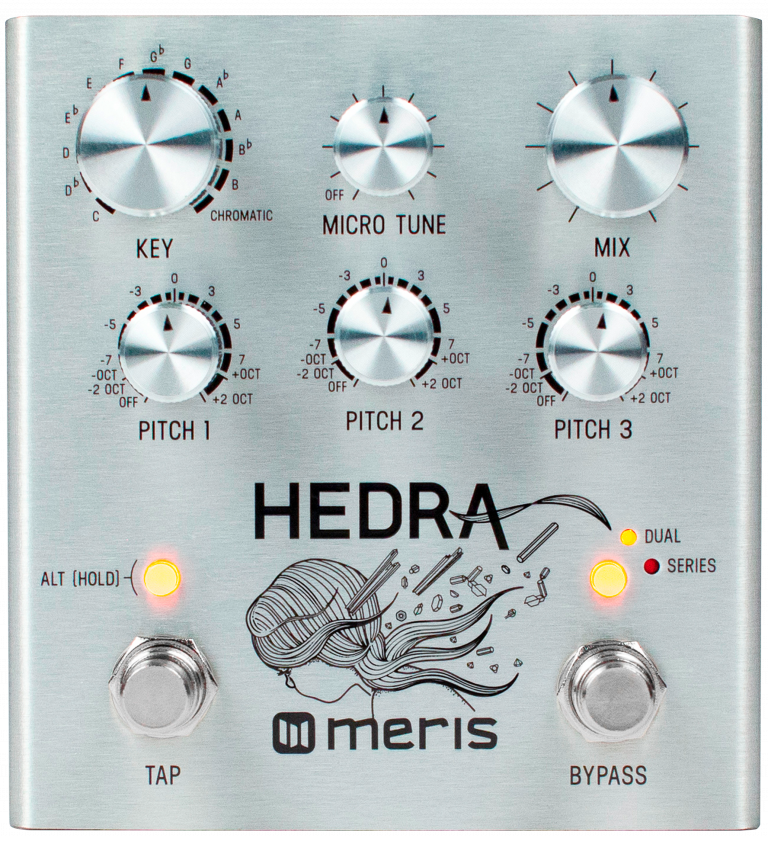 G♭
F
G
E
A♭
E♭
A
D
B♭
D♭
B
C
CHROMATIC
KEY
OFF
MICRO TUNE
MIX
0
-3
3
-5
5
-7
7
-OCT
+OCT
-2 OCT
OFF
+2 OCT
PITCH 1
0
-3
3
-5
5
-7
7
-OCT
+OCT
-2 OCT
OFF
+2 OCT
PITCH 2
0
-3
3
-5
5
-7
7
-OCT
+OCT
-2 OCT
OFF
+2 OCT
PITCH 3
HEDRA
DUAL
SERIES
ALT (HOLD)
meris
TAP
BYPASS